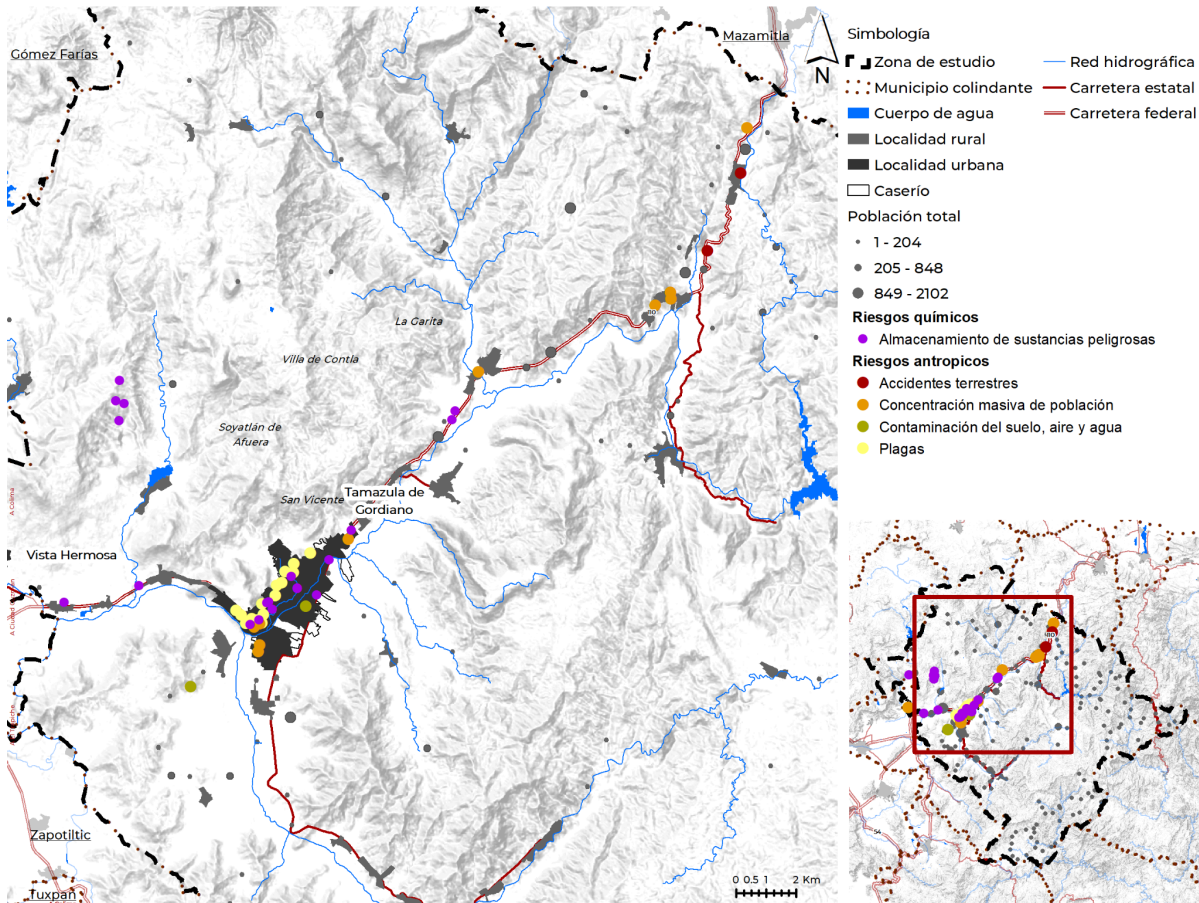 Gómez Farías
Mazamitla
N
La Garita
Villa de Contla
Soyatlán de
Afuera
San Vicente
Tamazula de
Gordiano
Vista Hermosa
A Colima
Zapotiltic
Tuxpan
0 0.5 1 2 Km
Simbología
Zona de estudio
Municipio colindante
Cuerpo de agua
Localidad rural
Localidad urbana
Caserío
Red hidrográfica
Carretera estatal
Carretera federal
Población total
1 - 204
205 - 848
849 - 2102
Riesgos químicos
Almacenamiento de sustancias peligrosas
Riesgos antropicos
Accidentes terrestres
Concentración masiva de población
Contaminación del suelo, aire y agua
Plagas
54